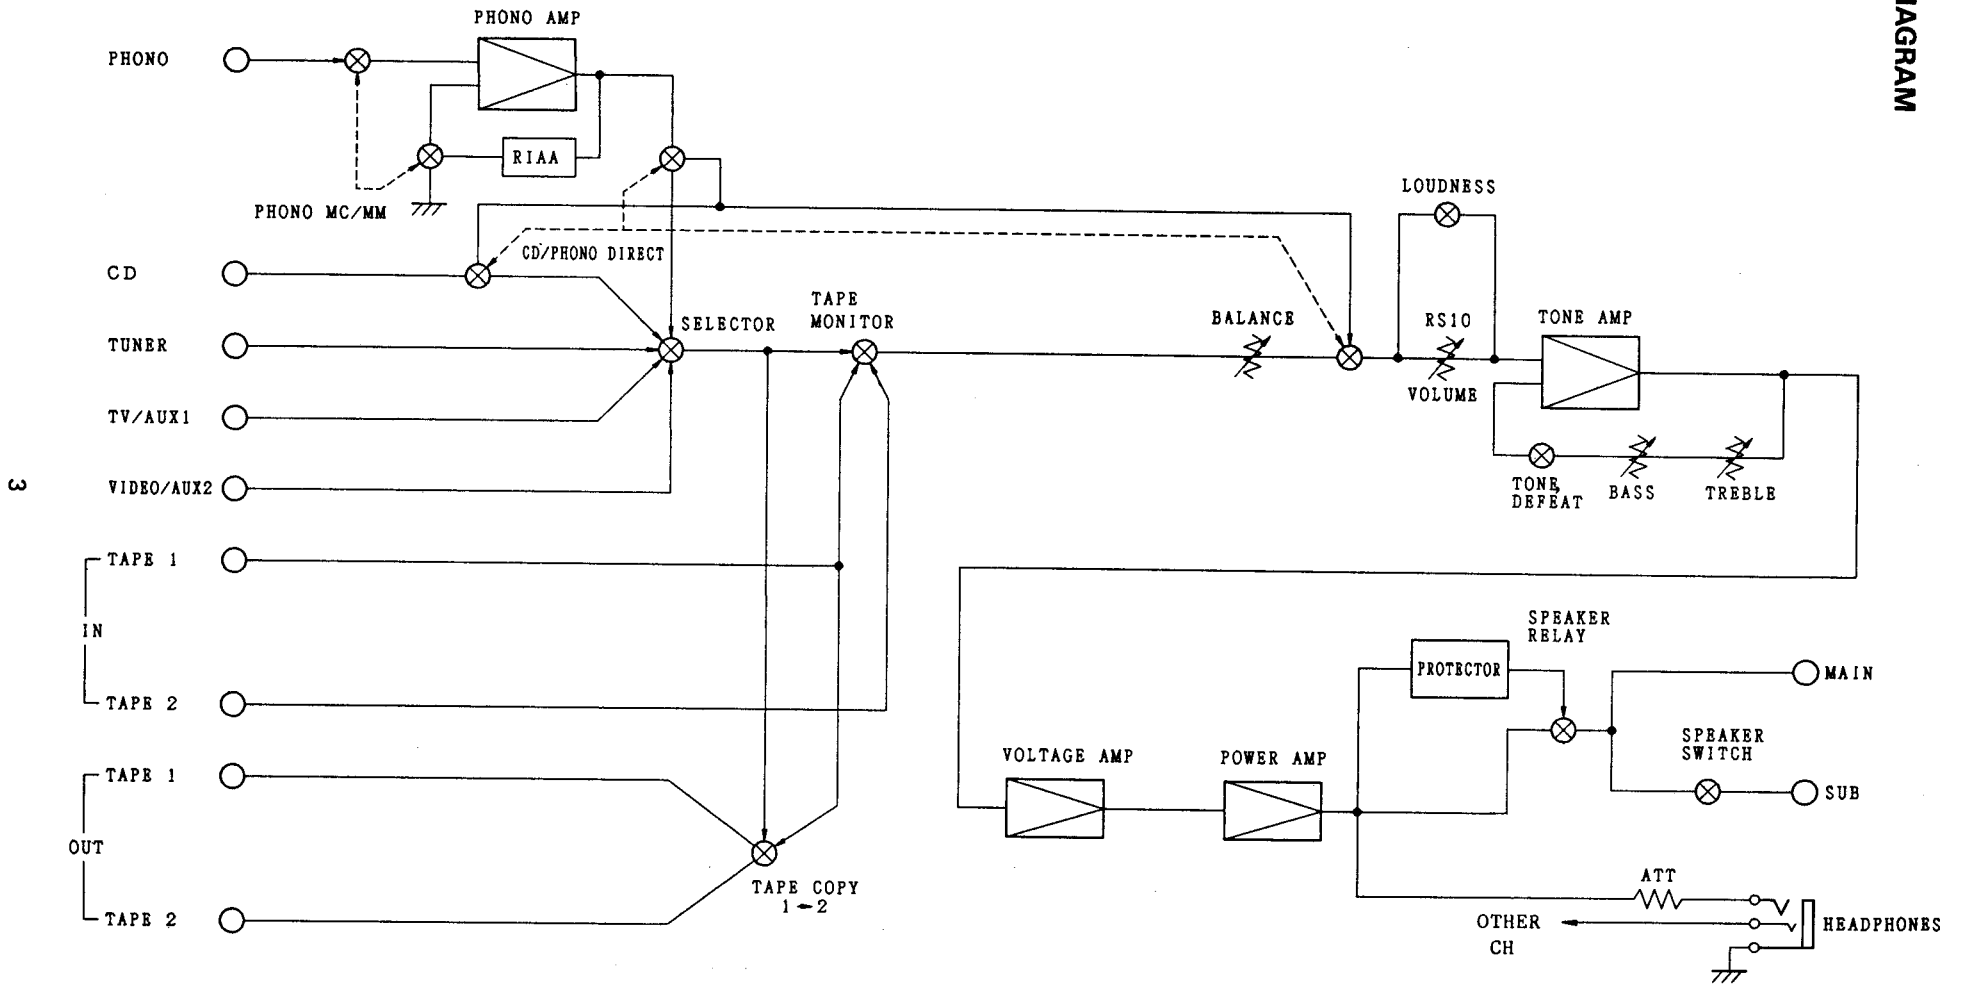 IAGRAM
PHONO AMP
PHONO
RIAA
PHONO MC/MM
LOUDNESS
CD/PHONO DIRECT
CD
TAPE
MONITOR
SELECTOR
BALANCE
RS10
TONE AMP
TUNER
VOLUME
TV/AUX1
TONE
DEFEAT
BASS
TREBLE
VIDEO/AUX2
3
TAPE 1
IN
TAPE 2
SPEAKER
RELAY
PROTECTOR
MAIN
SPEAKER
SWITCH
VOLTAGE AMP
POWER AMP
SUB
TAPE 1
OUT
TAPE 2
TAPE COPY
1↔2
ATT
OTHER
CH
HEADPHONES